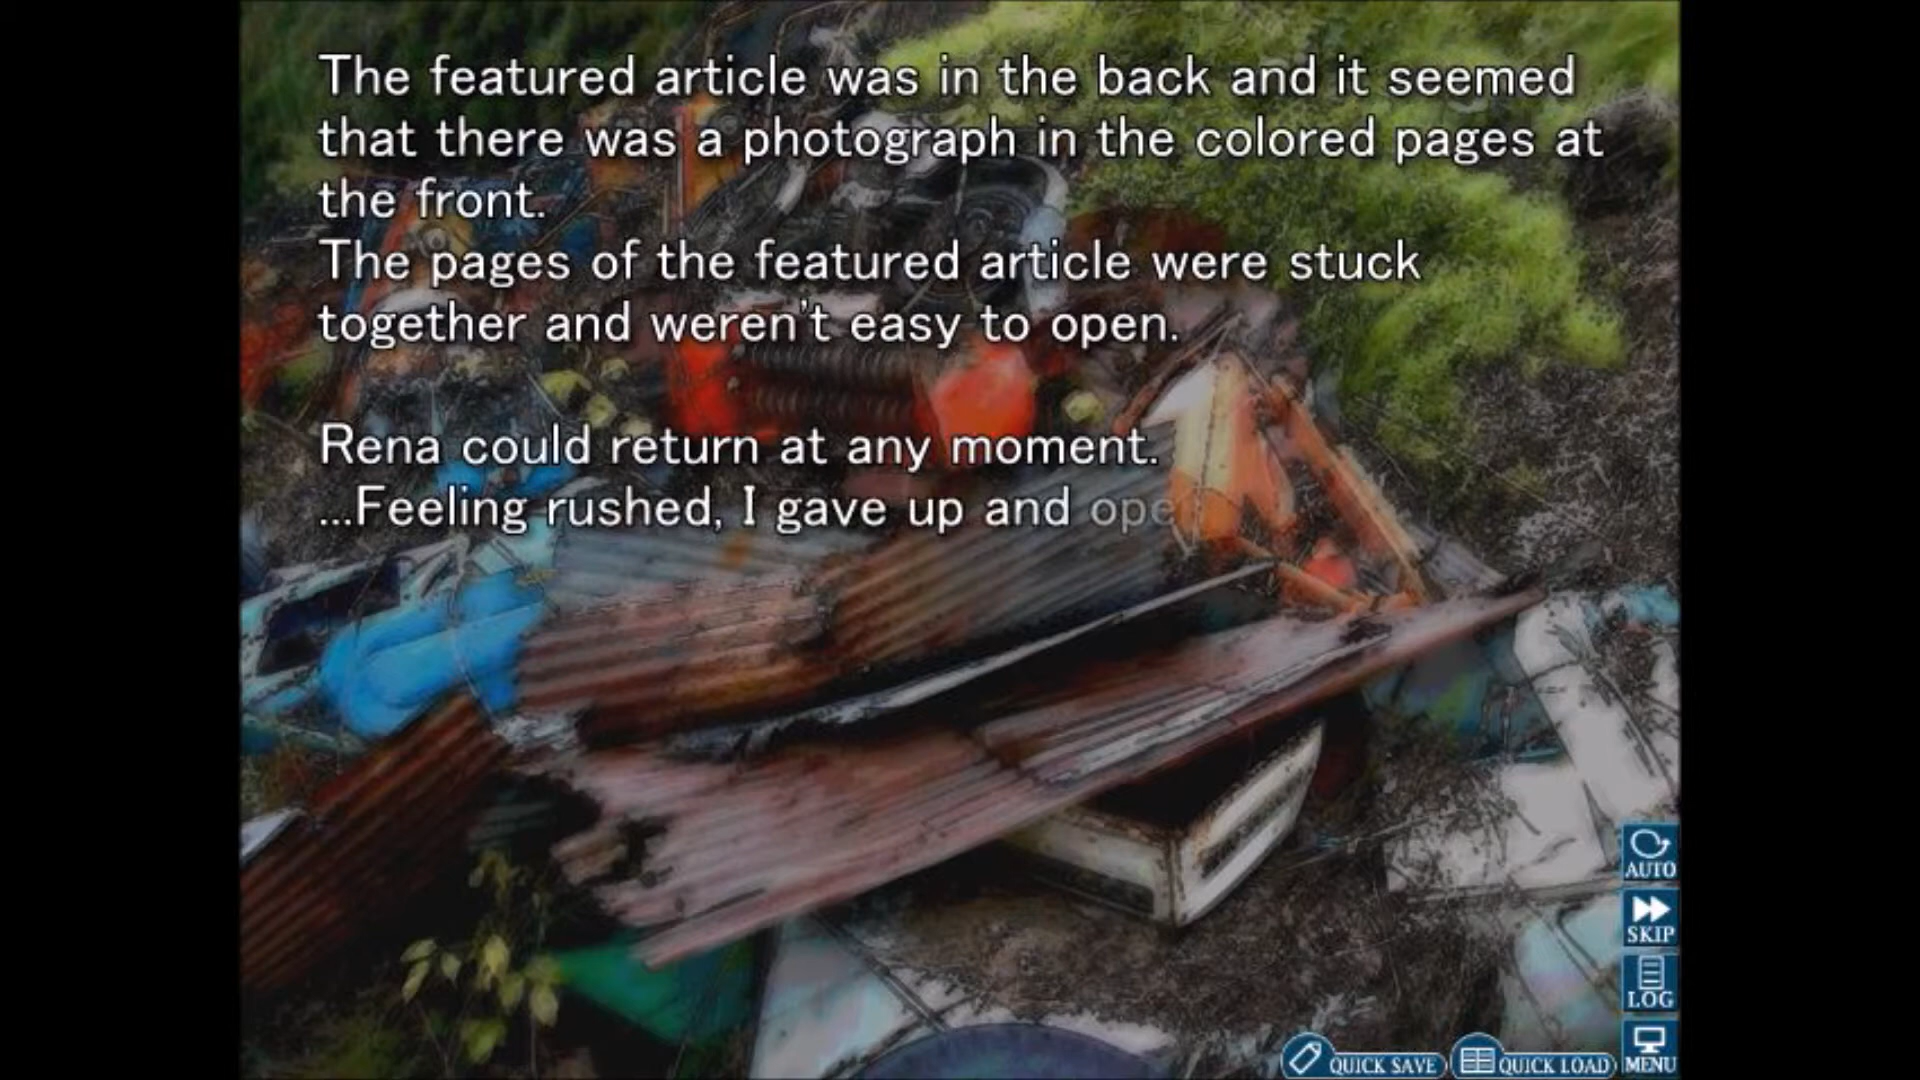 The featured article was in the back and it seemed
that there was a photograph in the colored pages at
the front.
The pages of the featured article were stuck
together and weren't easy to open.
Rena could return at any moment.
...Feeling rushed, I gave up and ope
AUTO
SKIP
LOG
MENU
QUICK SAVE
QUICK LOAD